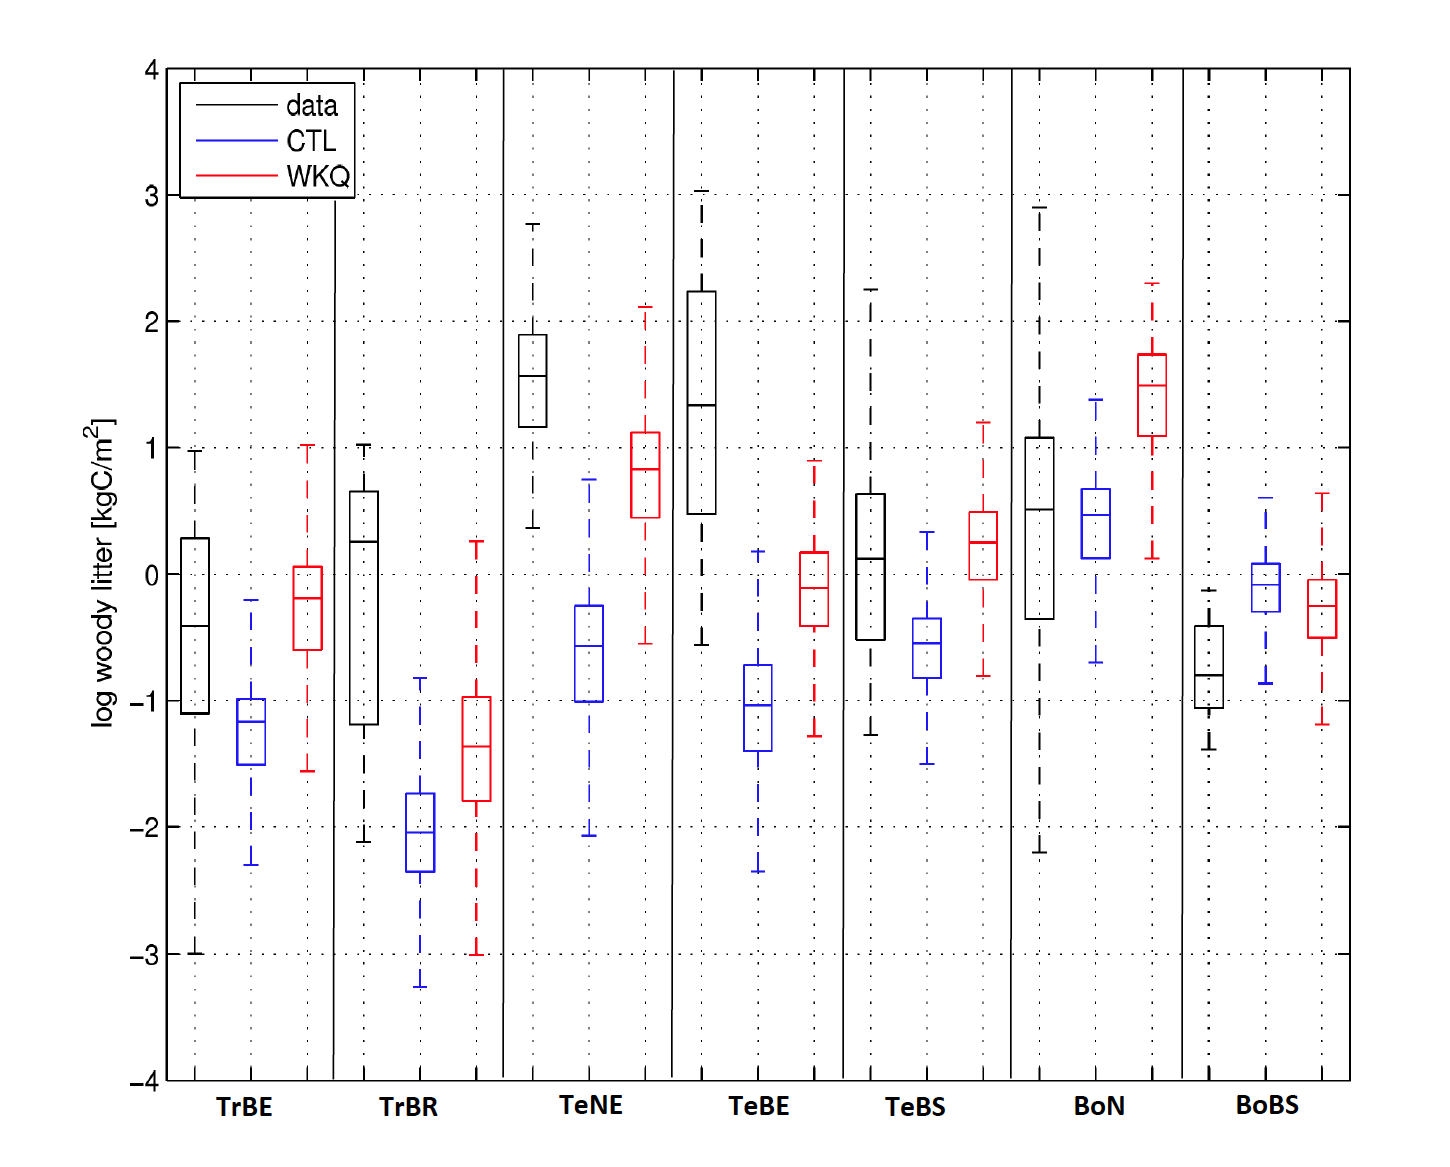 4
3
2
1
0
−1
−2
−3
−4
log woody litter [kgC/m2]
data
CTL
WKQ
TrBE TrBR TeNE TeBE TeBS BoN BoBS